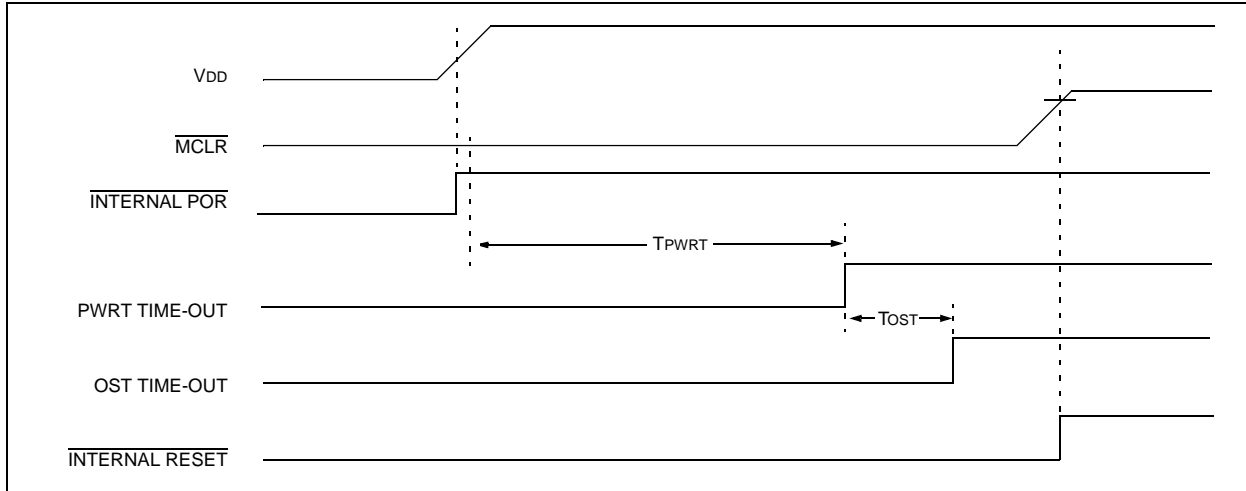 VDD
MCLR
INTERNAL POR
TPWRT
PWRT TIME-OUT
TOST
OST TIME-OUT
INTERNAL RESET